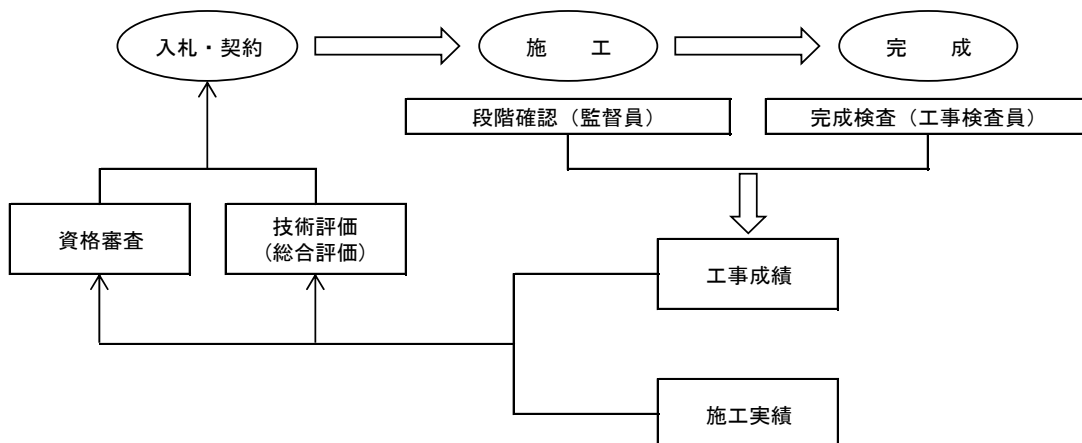 入札・契約
施　　工
完　　成
段階確認（監督員）
完成検査（工事検査員）
資格審査
技術評価
(総合評価)
工事成績
施工実績